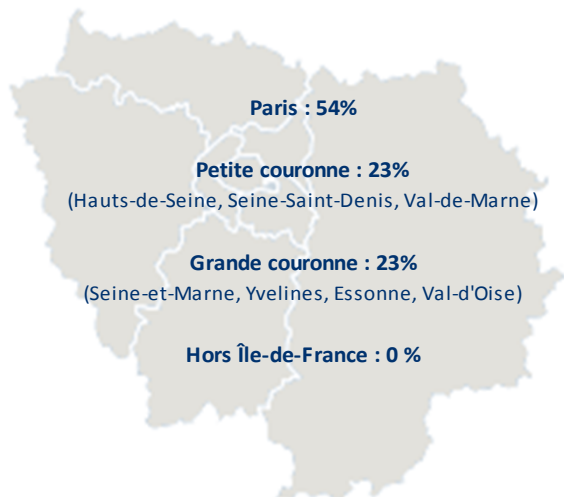 Paris : 54%
Petite couronne : 23%
(Hauts-de-Seine, Seine-Saint-Denis, Val-de-Marne)
Grande couronne : 23%
(Seine-et-Marne, Yvelines, Essonne, Val-d'Oise)
Hors Île-de-France : 0 %